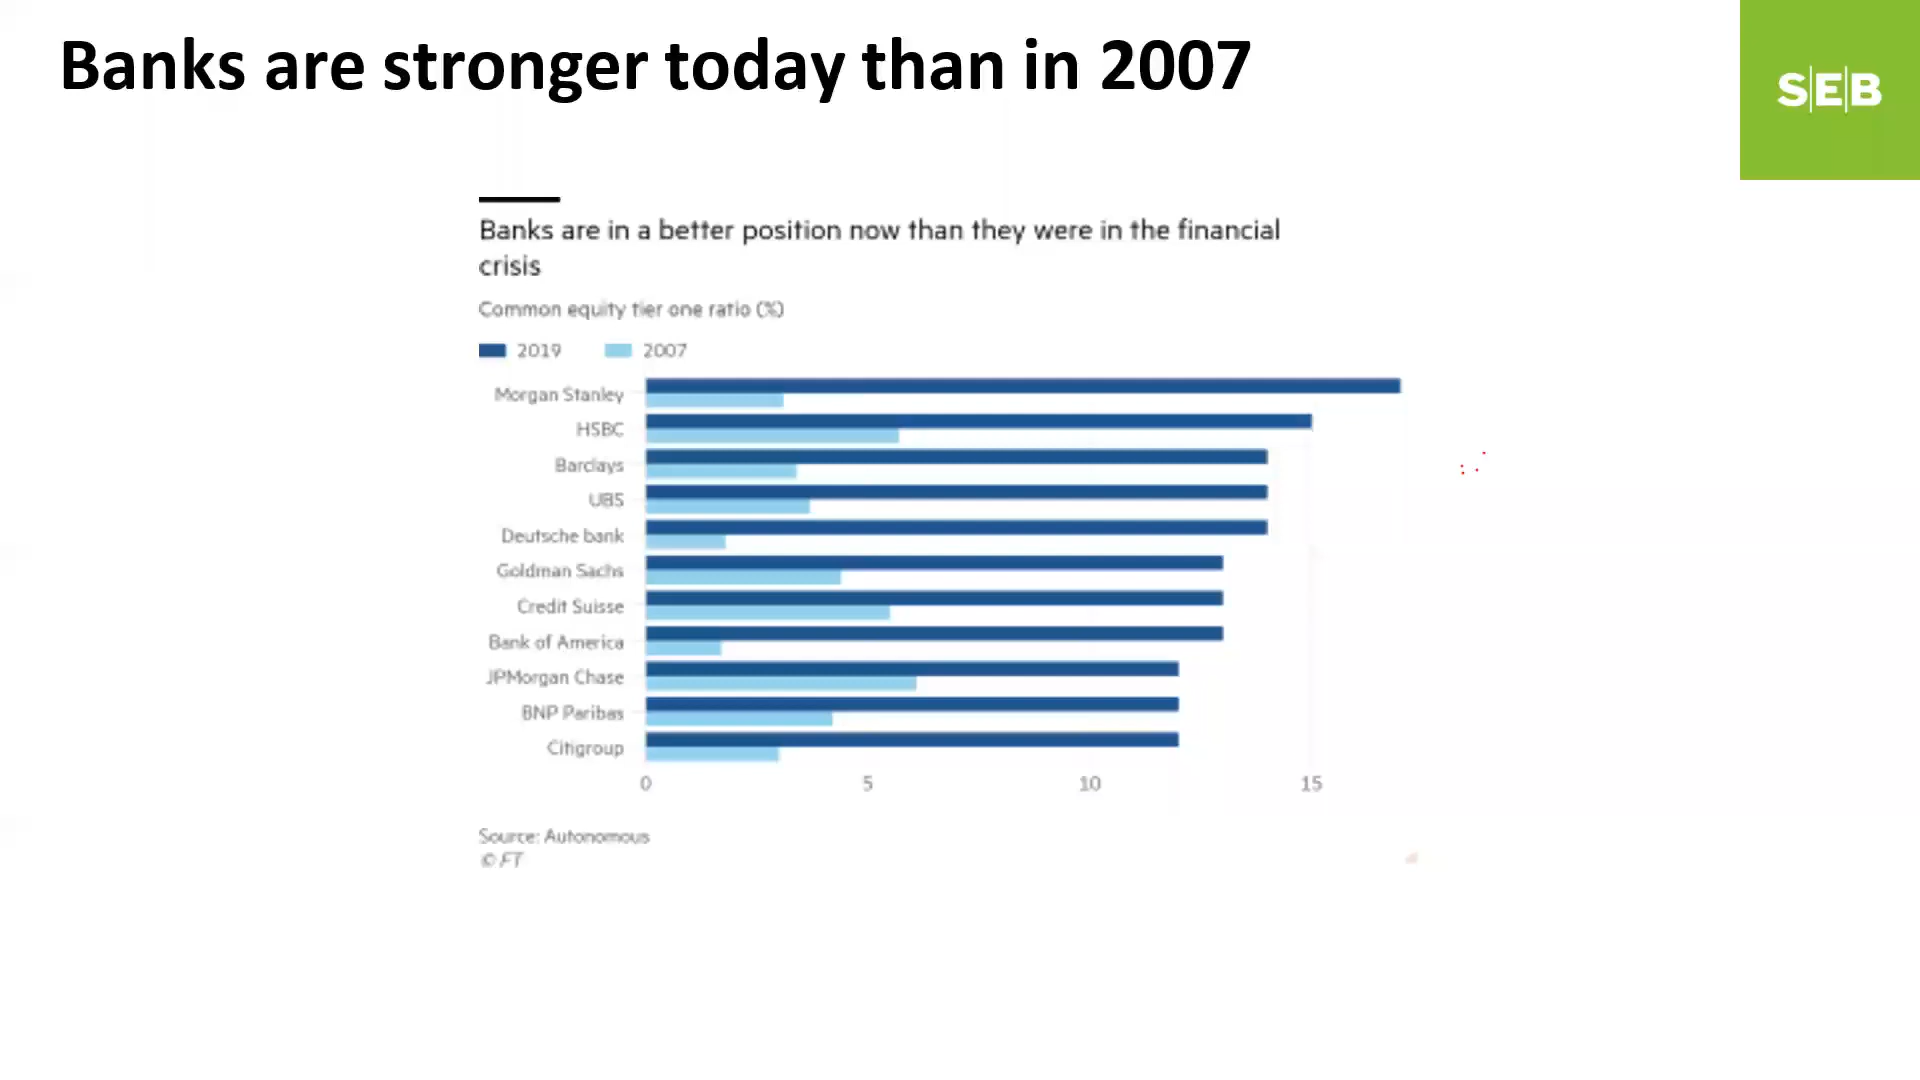 Banks are stronger today than in 2007
S|E|B
Banks are in a better position now than they were in the financial
crisis
Common equity tier one ratio (%)
2019 2007
Morgan Stanley
HSBC
Barclays
UBS
Deutsche bank
Goldman Sachs
Credit Suisse
Bank of America
JPMorgan Chase
BNP Paribas
Citigroup
0 5 10 15
Source: Autonomous
© FT